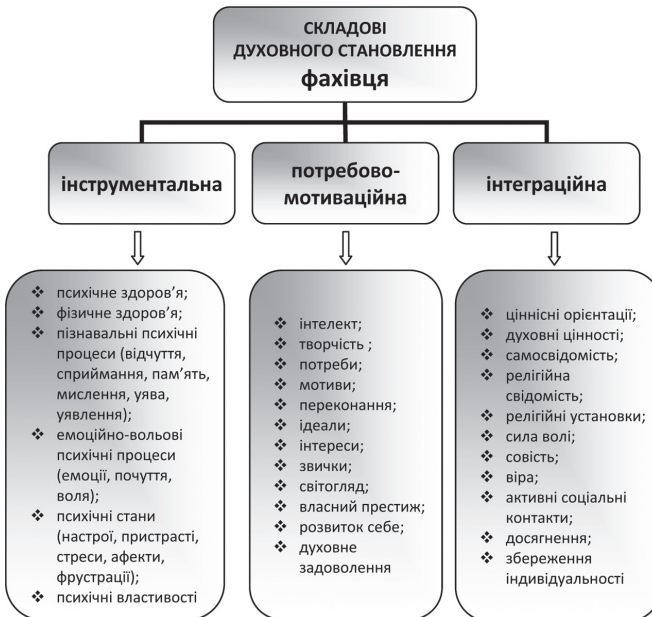 СКЛАДОВІ
ДУХОВНОГО СТАНОВЛЕННЯ
фахівця
інструментальна
потребово-
мотиваційна
інтеграційна
❖ психічне здоров’я;
❖ фізичне здоров’я;
❖ пізнавальні психічні
процеси (відчуття,
сприймання, пам’ять,
мислення, уява,
уявлення);
❖ емоційно-вольові
психічні процеси
(емоції, почуття,
воля);
❖ психічні стани
(настрої, пристрасті,
стреси, афекти,
фрустрації);
❖ психічні властивості
❖ інтелект;
❖ творчість ;
❖ потреби;
❖ мотиви;
❖ переконання;
❖ ідеали;
❖ інтереси;
❖ звички;
❖ світогляд;
❖ власний престиж;
❖ розвиток себе;
❖ духовне
задоволення
❖ ціннісні орієнтації;
❖ духовні цінності;
❖ самосвідомість;
❖ релігійна
свідомість;
❖ релігійні установки;
❖ сила волі;
❖ совість;
❖ віра;
❖ активні соціальні
контакти;
❖ досягнення;
❖ збереження
індивідуальності